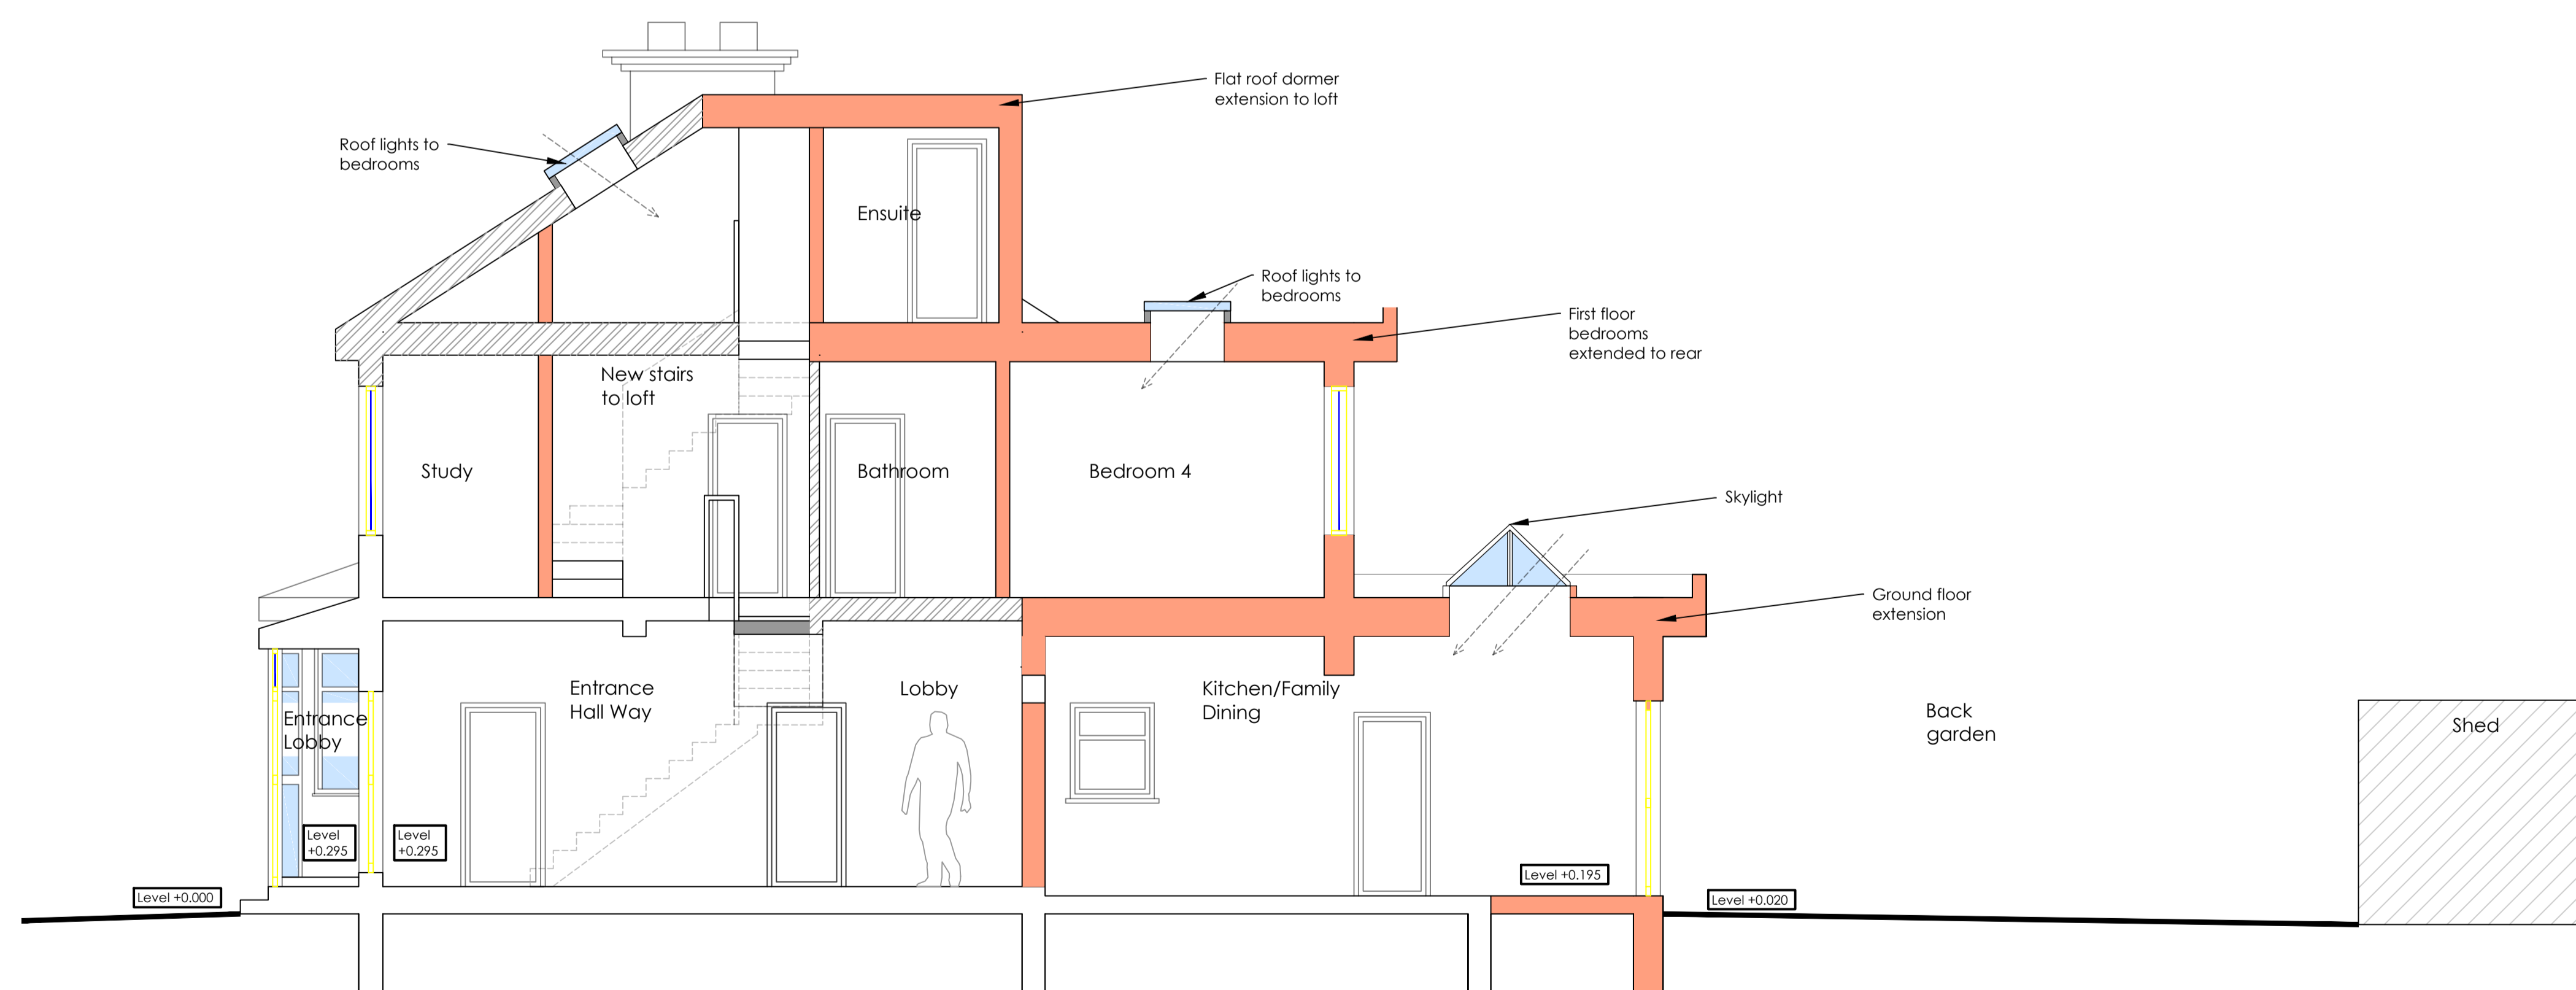 Flat roof dormer
extension to loft
Roof lights to
bedrooms
Ensuite
Roof lights to
bedrooms
First floor
bedrooms
extended to rear
New stairs
to loft
Study
Bathroom
Bedroom 4
Skylight
Ground floor
extension
Entrance
Hall Way
Lobby
Kitchen/Family
Dining
Entrance
Lobby
Back
garden
Shed
Level
+0.295
Level
+0.295
Level +0.195
Level +0.000
Level +0.020